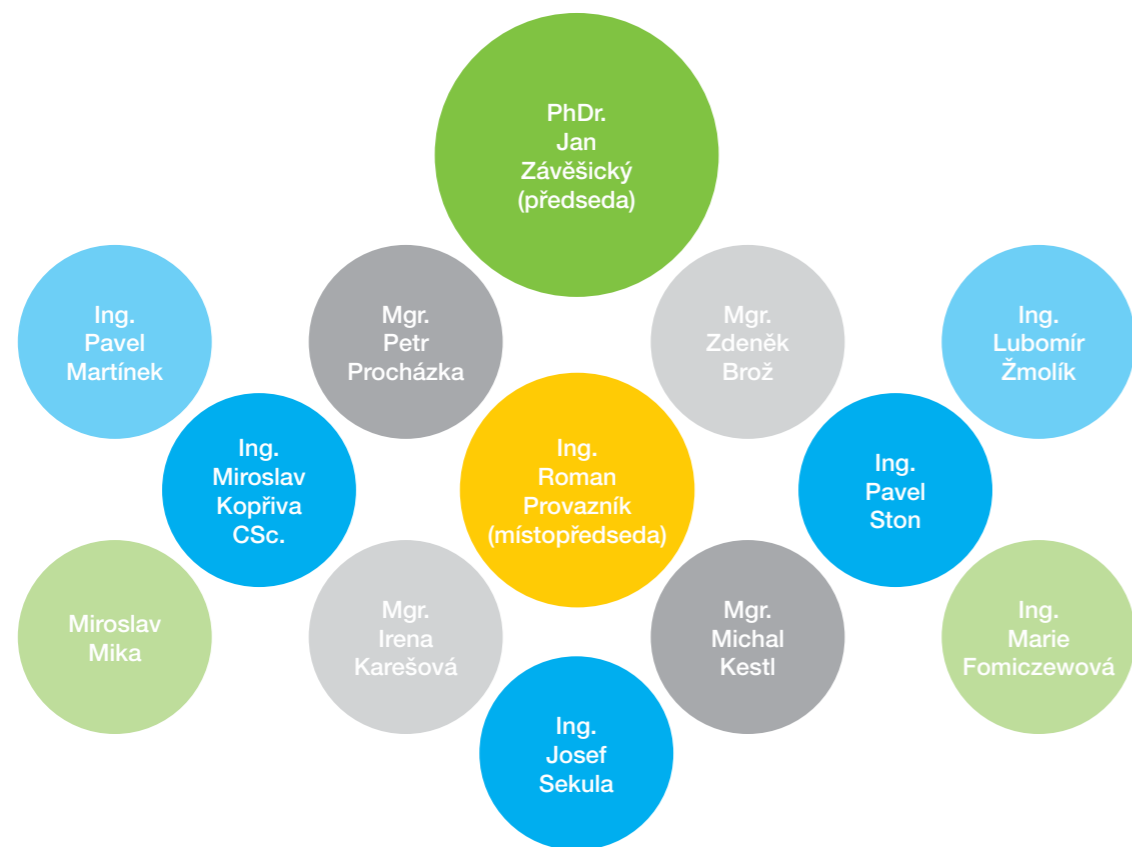 PhDr.
Jan
Závěšický
(předseda)
Ing.
Pavel
Martínek
Mgr.
Petr
Procházka
Mgr.
Zdeněk
Brož
Ing.
Lubomír
Žmolík
Ing.
Miroslav
Kopřiva
CSc.
Ing.
Roman
Provazník
(místopředseda)
Ing.
Pavel
Ston
Miroslav
Mika
Mgr.
Irena
Karešová
Mgr.
Michal
Kestl
Ing.
Marie
Fomiczewová
Ing.
Josef
Sekula